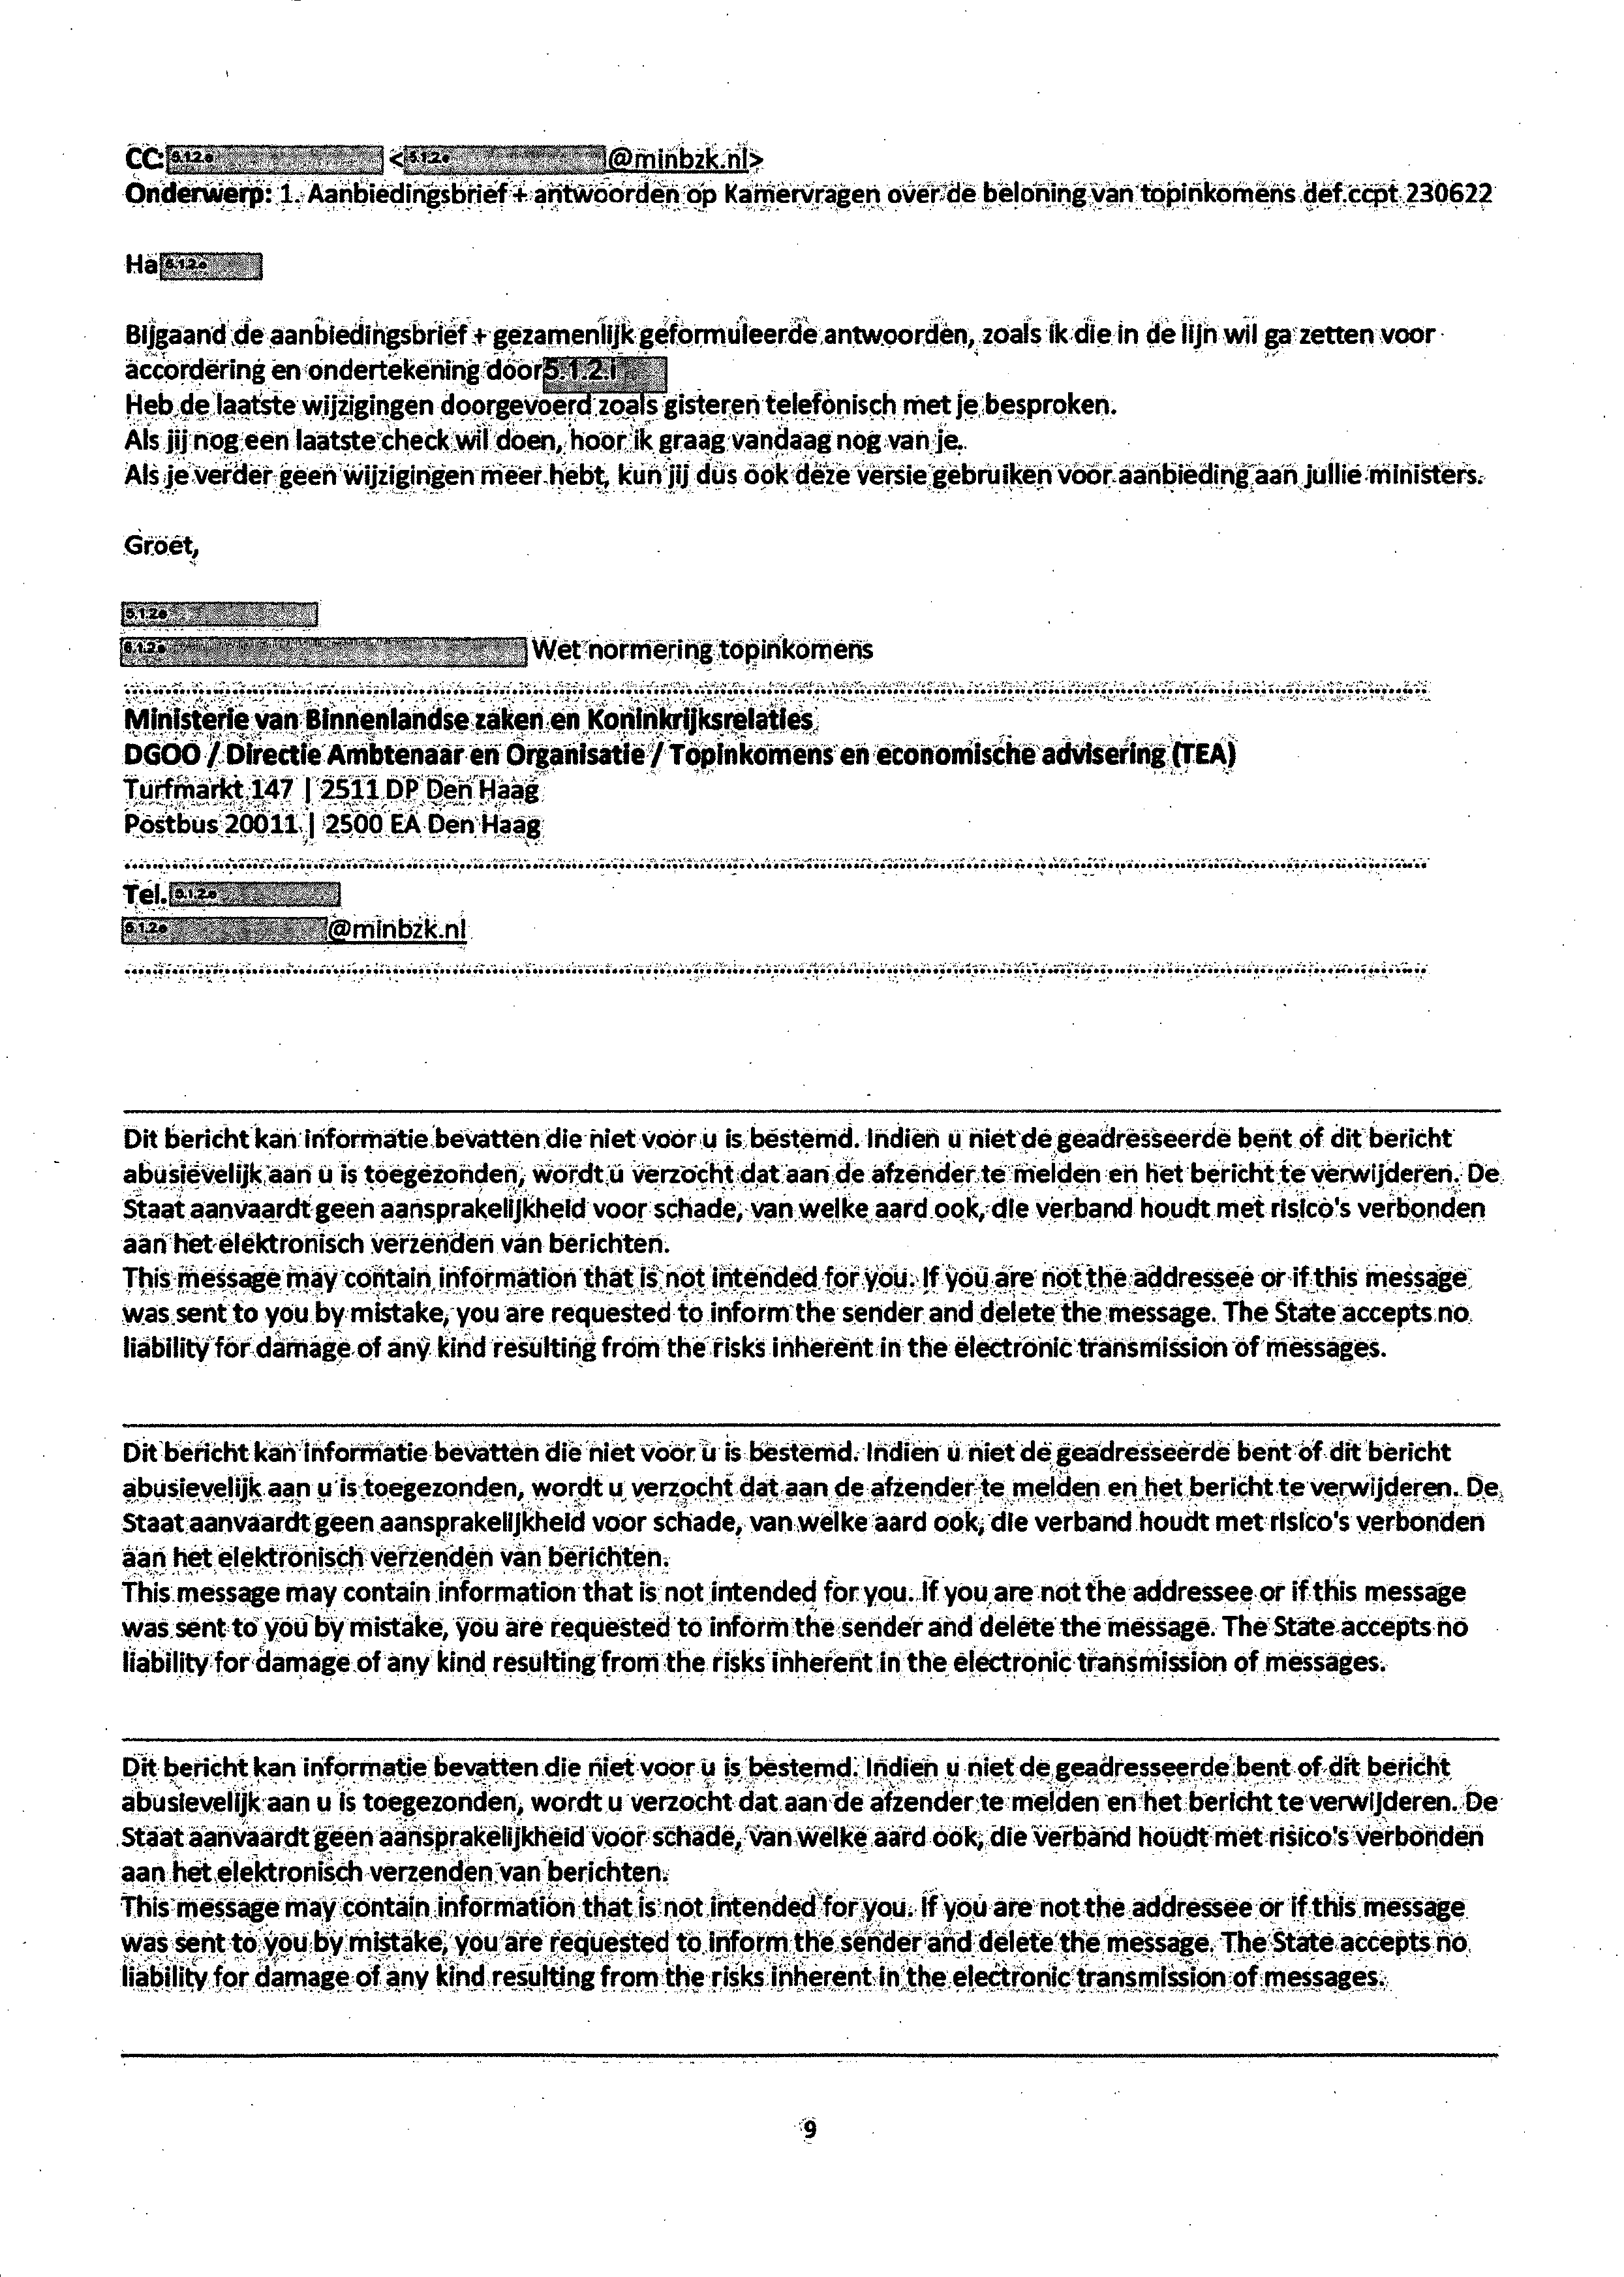 CC: 5.1.2.e <5.1.2.e @minbzk.nl>
Onderwerp: 1. Aanbiedingsbrief + antwoorden op Kamervragen over de beloning van topinkomens def.ccpt 230622
Ha 5.1.2.e
Bijgaand de aanbiedingsbrief + gezamenlijk geformuleerde antwoorden, zoals ik die in de lijn wil ga zetten voor
accordering en ondertekening door 5.1.2.i
Heb de laatste wijzigingen doorgevoerd zoals gisteren telefonisch met je besproken.
Als jij nog een laatste check wil doen, hoor ik graag vandaag nog van je.
Als je verder geen wijzigingen meer hebt, kun jij dus ook deze versie gebruiken voor aanbieding aan jullie ministers.
Groet,
5.1.2e
5.1.2e Wet normering topinkomens
Ministerie van Binnenlandse zaken en Koninkrijksrelaties
DGOO / Directie Ambtenaar en Organisatie / Topinkomens en economische advisering (TEA)
Turfmarkt 147 | 2511 DP Den Haag
Postbus 20011 | 2500 EA Den Haag
Tel. 5.1.2e
5.1.2e @minbzk.nl
Dit bericht kan informatie bevatten die niet voor u is bestemd. Indien u niet de geadresseerde bent of dit bericht
abusievelijk aan u is toegezonden, wordt u verzocht dat aan de afzender te melden en het bericht te verwijderen. De
Staat aanvaardt geen aansprakelijkheid voor schade, van welke aard ook, die verband houdt met risico's verbonden
aan het elektronisch verzenden van berichten.
This message may contain information that is not intended for you. If you are not the addressee or if this message
was sent to you by mistake, you are requested to inform the sender and delete the message. The State accepts no
liability for damage of any kind resulting from the risks inherent in the electronic transmission of messages.
Dit bericht kan informatie bevatten die niet voor u is bestemd. Indien u niet de geadresseerde bent of dit bericht
abusievelijk aan u is toegezonden, wordt u verzocht dat aan de afzender te melden en het bericht te verwijderen. De
Staat aanvaardt geen aansprakelijkheid voor schade, van welke aard ook, die verband houdt met risico's verbonden
aan het elektronisch verzenden van berichten.
This message may contain information that is not intended for you. If you are not the addressee or if this message
was sent to you by mistake, you are requested to inform the sender and delete the message. The State accepts no
liability for damage of any kind resulting from the risks inherent in the electronic transmission of messages.
Dit bericht kan informatie bevatten die niet voor u is bestemd. Indien u niet de geadresseerde bent of dit bericht
abusievelijk aan u is toegezonden, wordt u verzocht dat aan de afzender te melden en het bericht te verwijderen. De
Staat aanvaardt geen aansprakelijkheid voor schade, van welke aard ook, die verband houdt met risico's verbonden
aan het elektronisch verzenden van berichten.
This message may contain information that is not intended for you. If you are not the addressee or if this message
was sent to you by mistake, you are requested to inform the sender and delete the message. The State accepts no
liability for damage of any kind resulting from the risks inherent in the electronic transmission of messages.
9